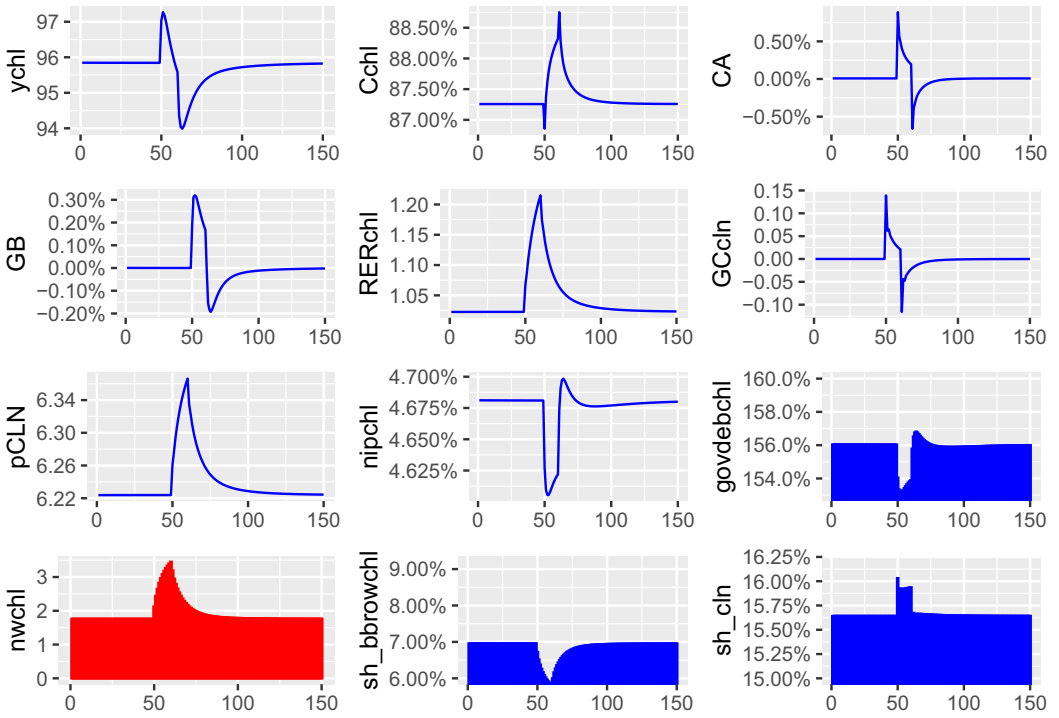 ychl
97
96
95
94
0 50 100 150
Cchl
88.50%
88.00%
87.50%
87.00%
0 50 100 150
CA
0.50%
0.00%
−0.50%
0 50 100 150
GB
0.30%
0.20%
0.10%
0.00%
−0.10%
−0.20%
0 50 100 150
RERchl
1.20
1.15
1.10
1.05
0 50 100 150
GCcln
0.15
0.10
0.05
0.00
−0.05
−0.10
0 50 100 150
pCLN
6.34
6.30
6.26
6.22
0 50 100 150
nipchl
4.700%
4.675%
4.650%
4.625%
0 50 100 150
govdebchl
160.0%
158.0%
156.0%
154.0%
0 50 100 150
nwchl
3
2
1
0
0 50 100 150
sh_bbrowchl
9.00%
8.00%
7.00%
6.00%
0 50 100 150
sh_cln
16.25%
16.00%
15.75%
15.50%
15.25%
15.00%
0 50 100 150